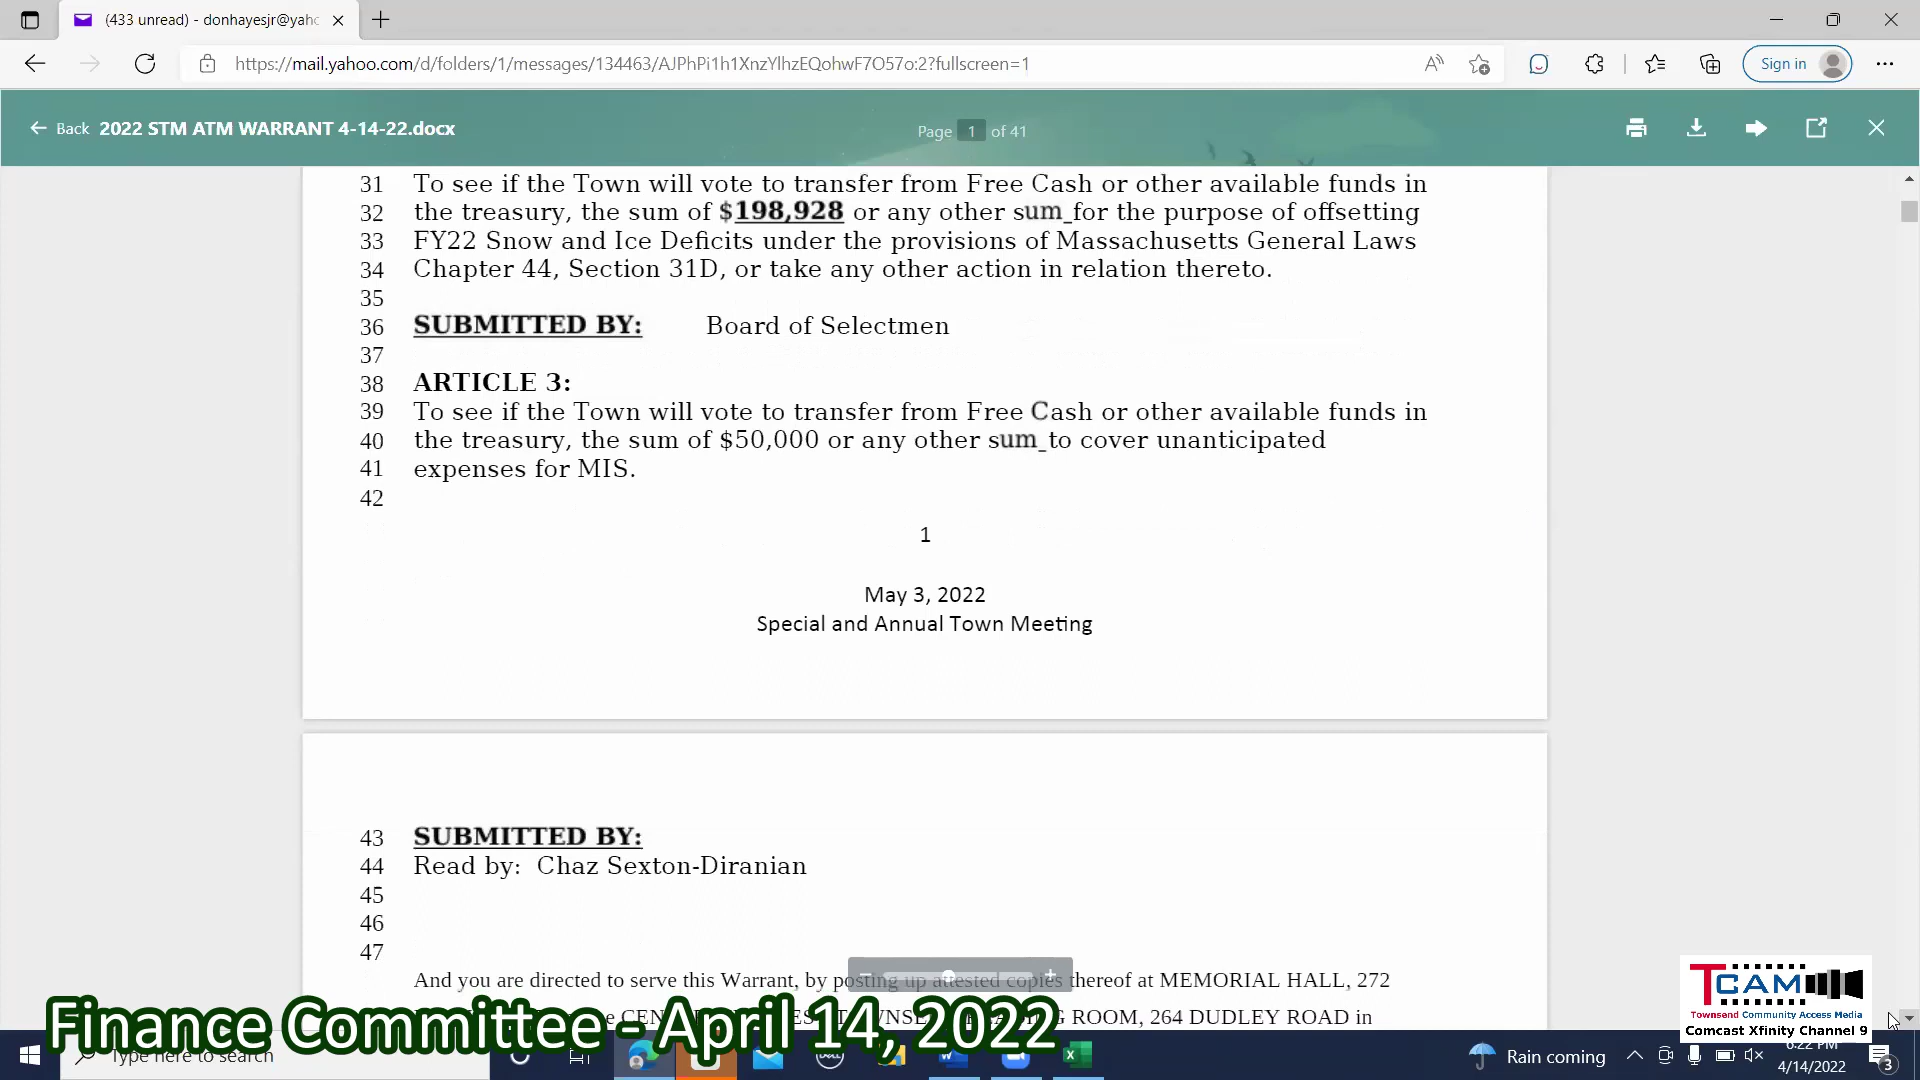 (433 unread) - donhayesjr@yahc
https://mail.yahoo.com/d/folders/1/messages/134463/AJPhPi1h1XnzYlhzEQohwF7O57o:2?fullscreen=1
Sign in
Back 2022 STM ATM WARRANT 4-14-22.docx
Page 1 of 41
31 To see if the Town will vote to transfer from Free Cash or other available funds in
32 the treasury, the sum of $198,928 or any other sum_for the purpose of offsetting
33 FY22 Snow and Ice Deficits under the provisions of Massachusetts General Laws
34 Chapter 44, Section 31D, or take any other action in relation thereto.
35
36 SUBMITTED BY: Board of Selectmen
37
38 ARTICLE 3:
39 To see if the Town will vote to transfer from Free Cash or other available funds in
40 the treasury, the sum of $50,000 or any other sum_to cover unanticipated
41 expenses for MIS.
42
1
May 3, 2022
Special and Annual Town Meeting
43 SUBMITTED BY:
44 Read by: Chaz Sexton-Diranian
45
46
47
And you are directed to serve this Warrant, by posting up attested copies thereof at MEMORIAL HALL, 272
ROOM, 264 DUDLEY ROAD in
Finance Committee - April 14, 2022
TCAM
Townsend Community Access Media
Comcast Xfinity Channel 9
Type here to search
DELL
Rain coming
6:22 PM
4/14/2022
3